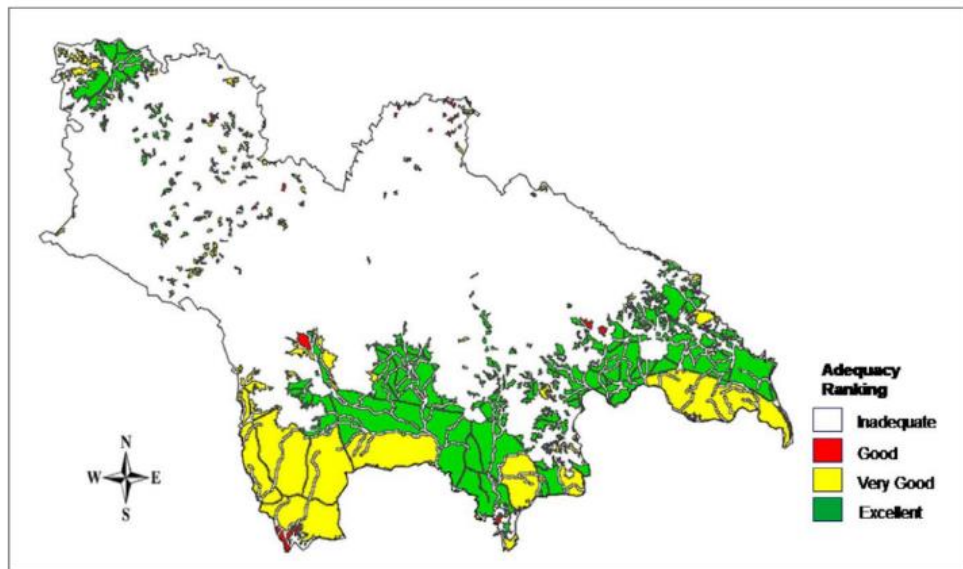 Adequacy
Ranking
Inadequate
Good
Very Good
Excellent
N
W E
S